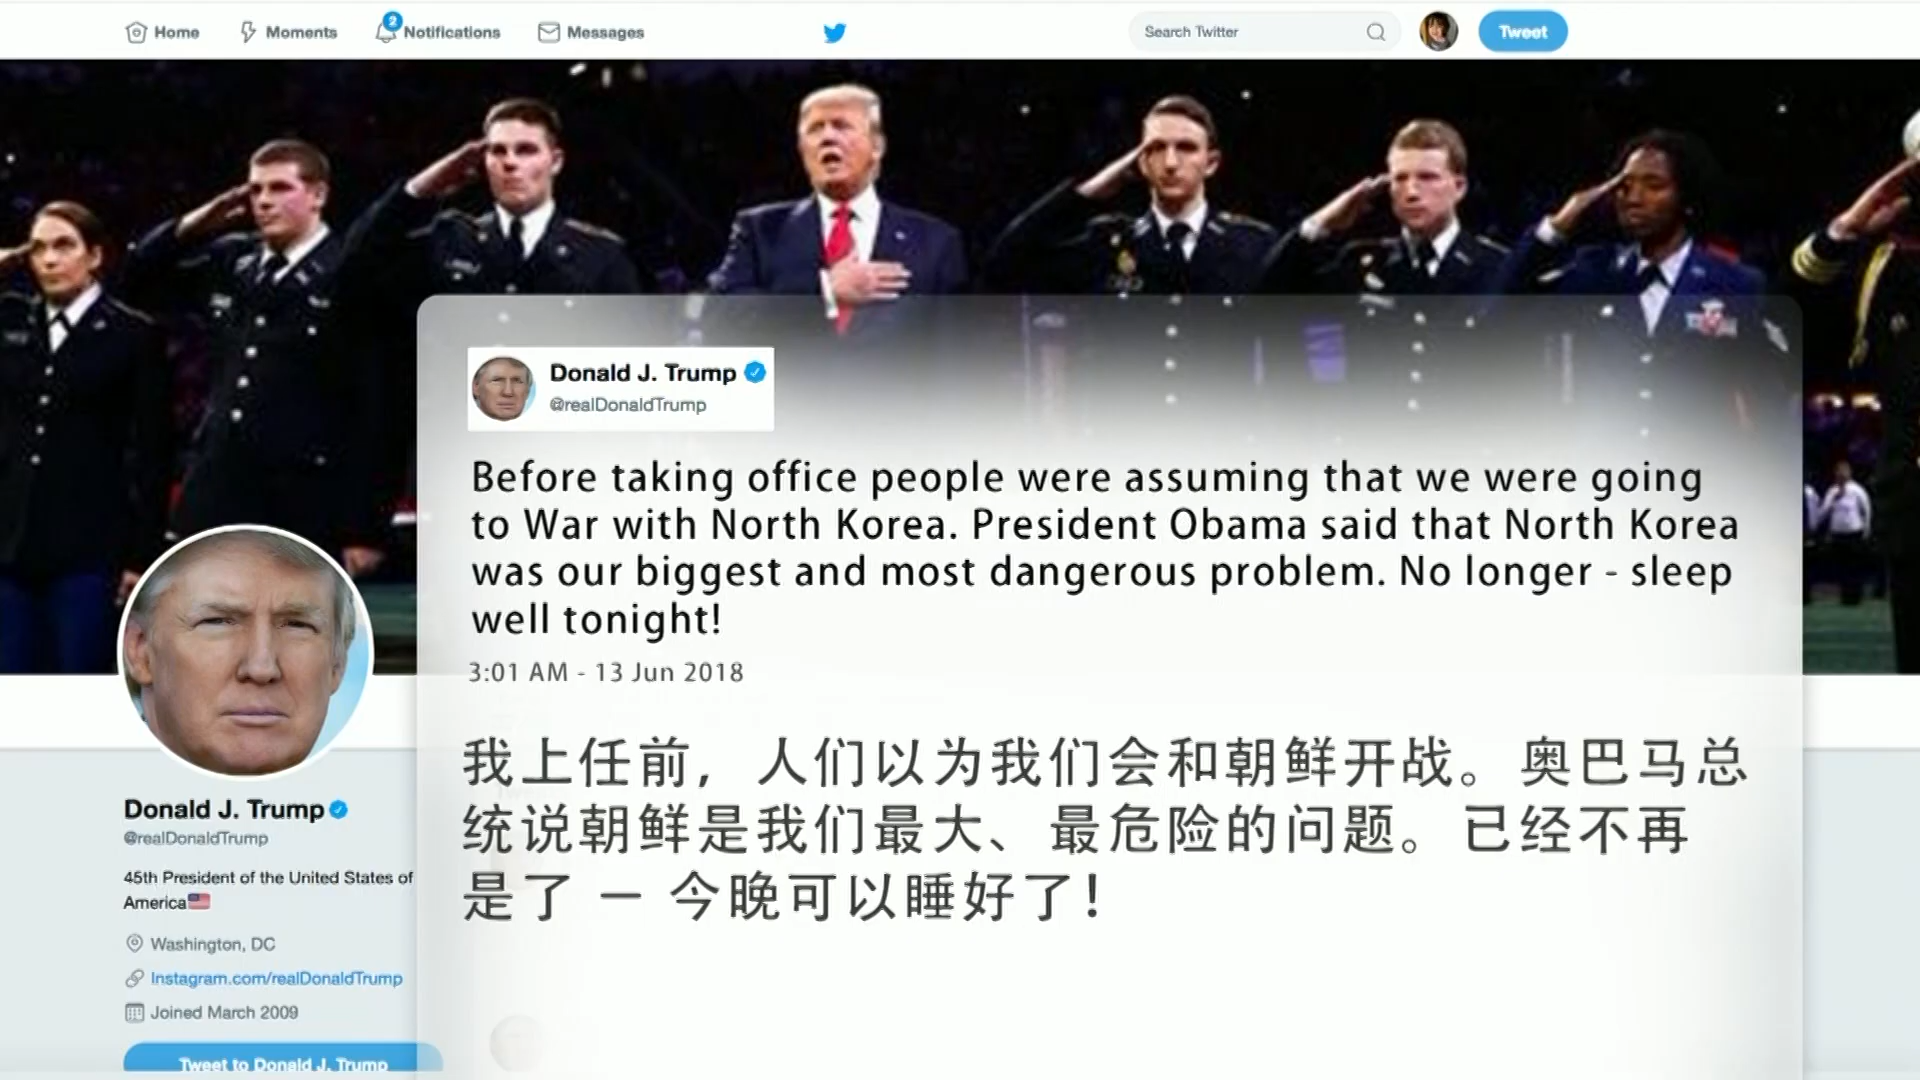 Home
Moments
2
Notifications
Messages
Search Twitter
Tweet
Donald J. Trump
@realDonaldTrump
Before taking office people were assuming that we were going
to War with North Korea. President Obama said that North Korea
was our biggest and most dangerous problem. No longer - sleep
well tonight!
3:01 AM - 13 Jun 2018
我上任前，人们以为我们会和朝鲜开战。奥巴马总
统说朝鲜是我们最大、最危险的问题。已经不再
是了 － 今晚可以睡好了！
Donald J. Trump
@realDonaldTrump
45th President of the United States of
America🇺🇸
Washington, DC
Instagram.com/realDonaldTrump
Joined March 2009
Tweet to Donald J. Trump